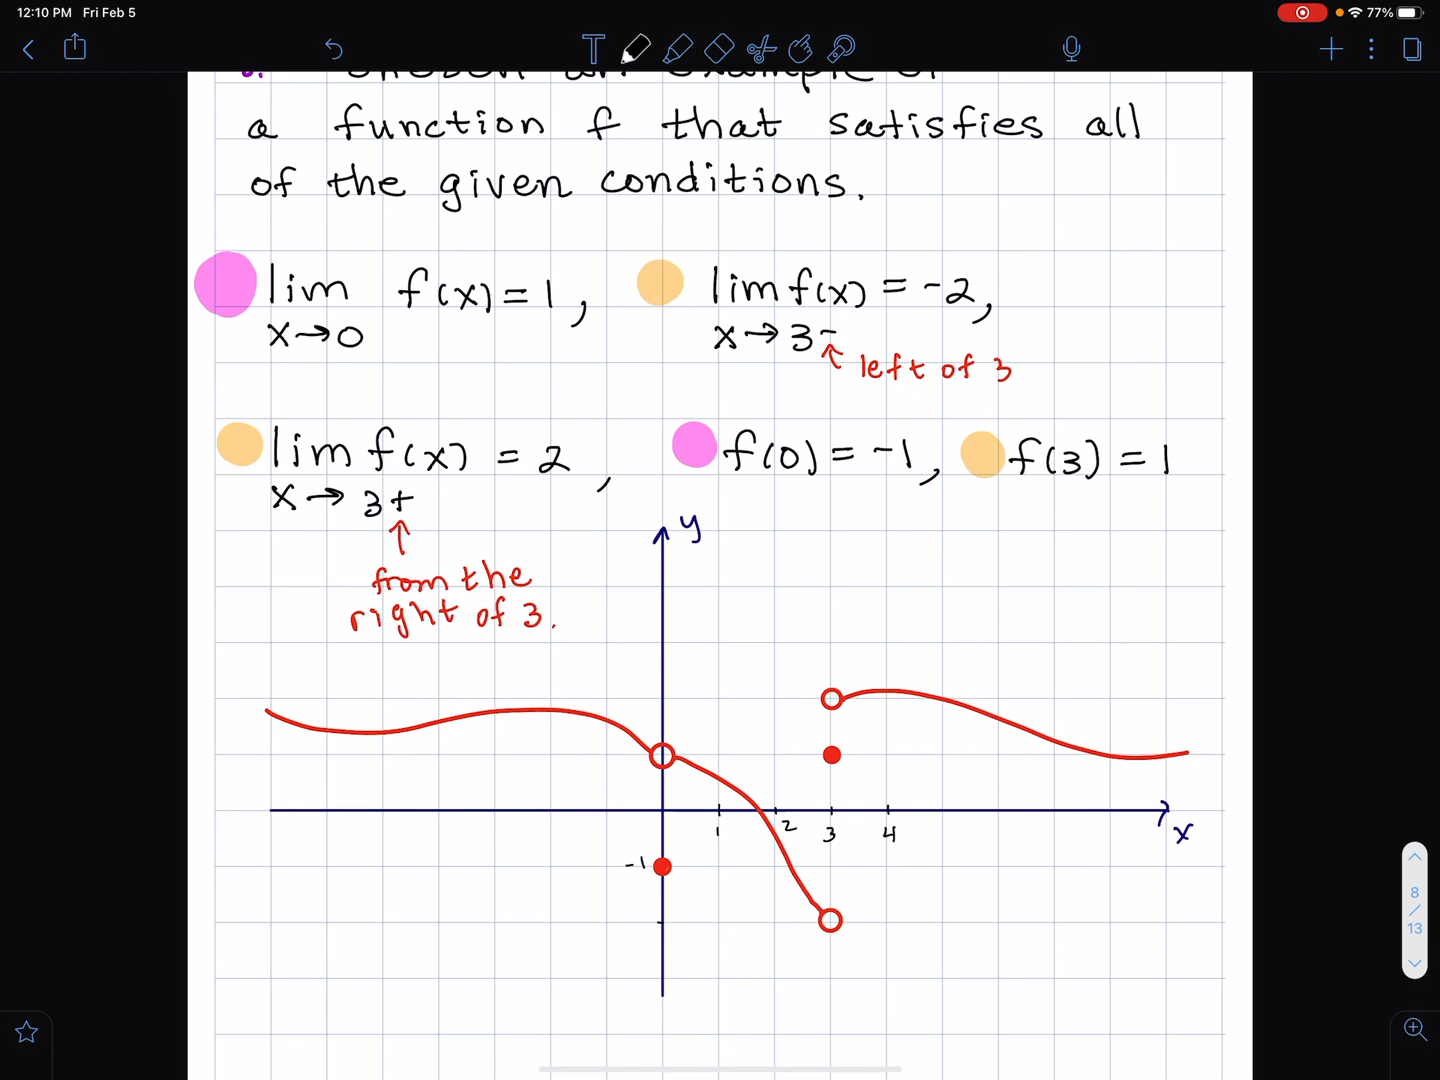 12:10 PM Fri Feb 5
77%
a function f that satisfies all
of the given conditions.
lim f(x) = 1, lim f(x) = -2,
x→0 x→3-
left of 3
lim f(x) = 2, f(0) = -1, f(3) = 1
x→3+
y
from the
right of 3.
1 2 3 4
x
-1
8
/
13